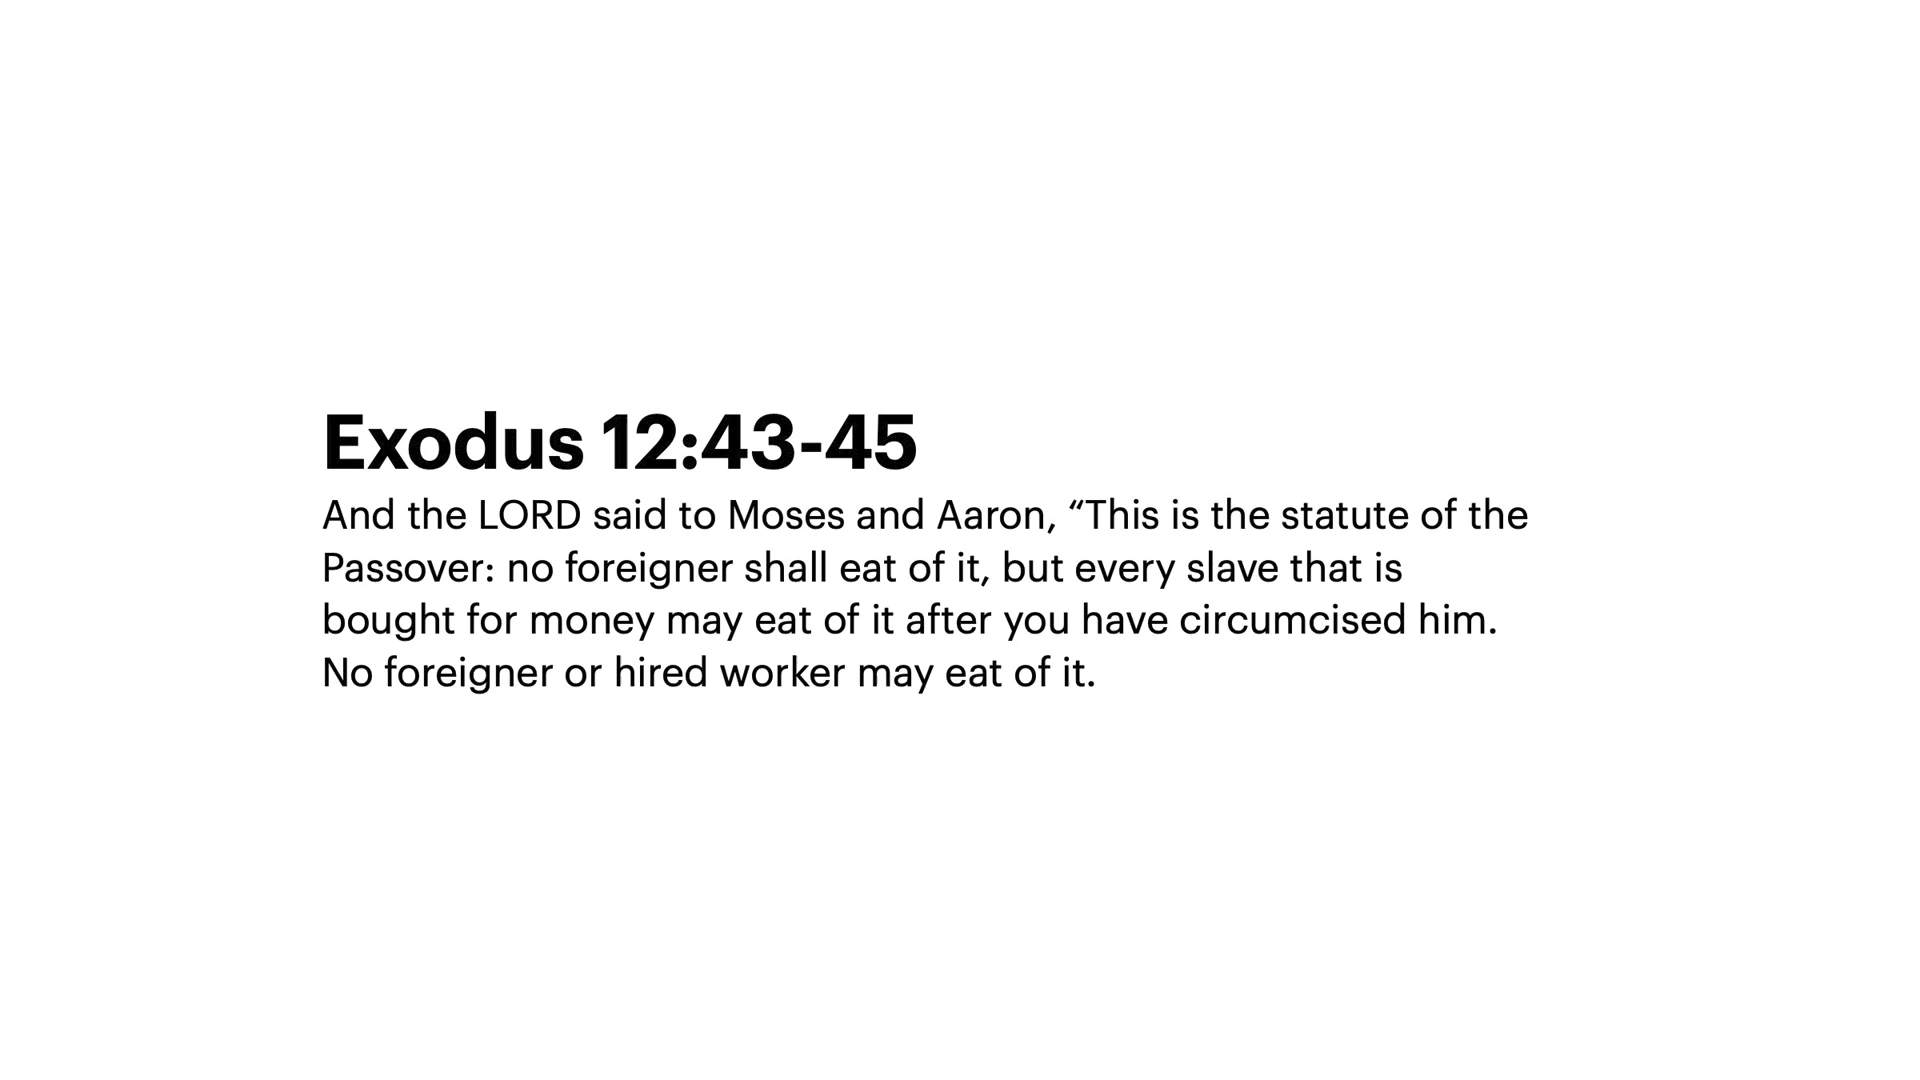 Exodus 12:43-45
And the LORD said to Moses and Aaron, “This is the statute of the
Passover: no foreigner shall eat of it, but every slave that is
bought for money may eat of it after you have circumcised him.
No foreigner or hired worker may eat of it.